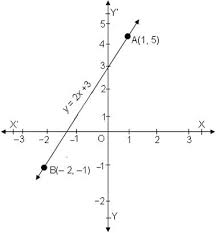 Y'
5
A(1, 5)
4
3
y = 2x+3
2
1
X' O X
-3 -2 -1 1 2 3
-1
B(– 2, –1)
-2
Y